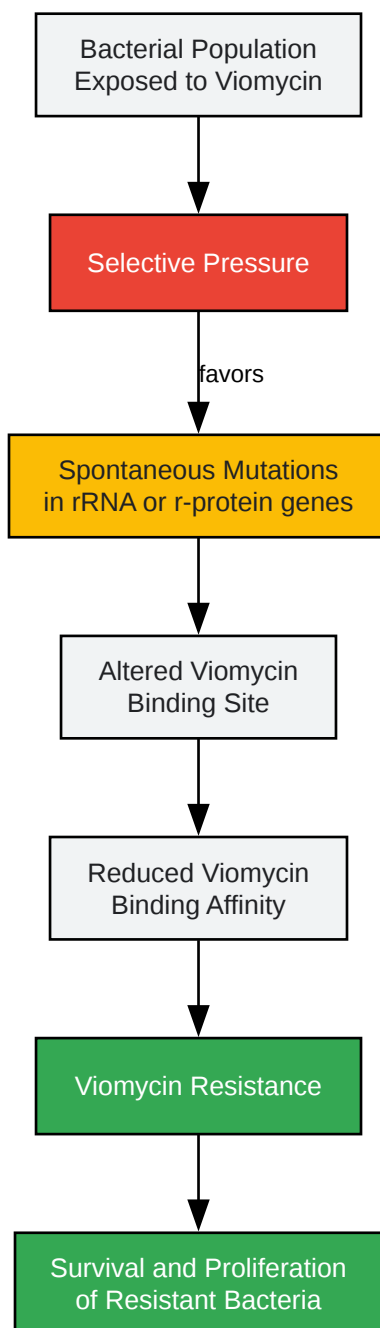 Bacterial Population
Exposed to Viomycin
Selective Pressure
favors
Spontaneous Mutations
in rRNA or r-protein genes
Altered Viomycin
Binding Site
Reduced Viomycin
Binding Affinity
Viomycin Resistance
Survival and Proliferation
of Resistant Bacteria